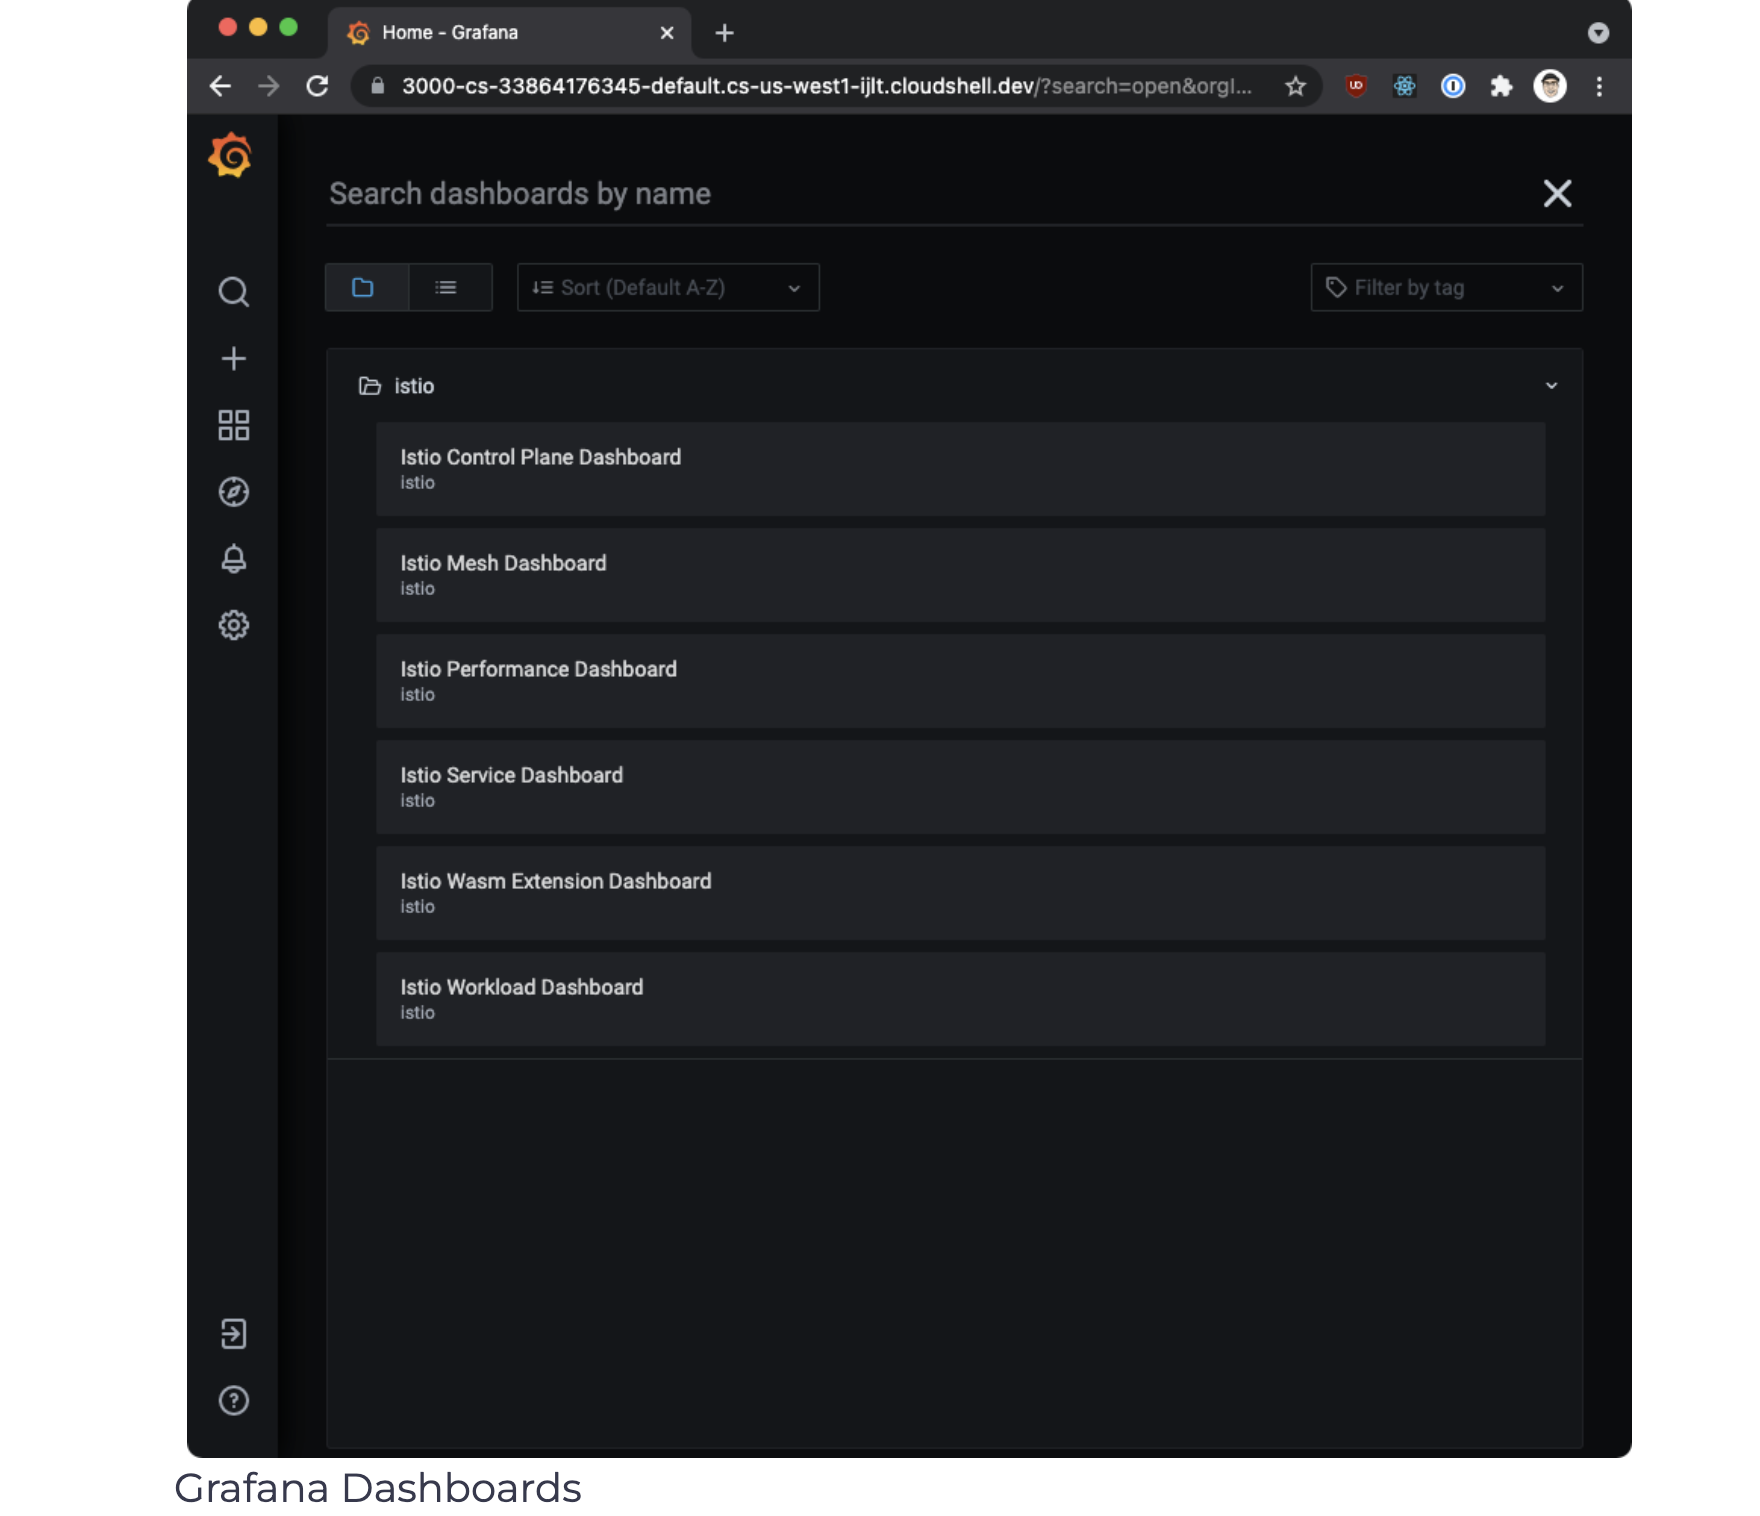 Home - Grafana
3000-cs-33864176345-default.cs-us-west1-ijlt.cloudshell.dev/?search=open&orgI...
Search dashboards by name
Sort (Default A-Z)
Filter by tag
istio
Istio Control Plane Dashboard
istio
Istio Mesh Dashboard
istio
Istio Performance Dashboard
istio
Istio Service Dashboard
istio
Istio Wasm Extension Dashboard
istio
Istio Workload Dashboard
istio
Grafana Dashboards